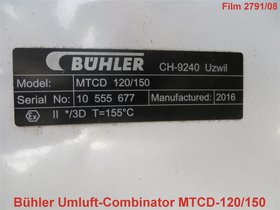 Film 2791/08
BÜHLER CH-9240 Uzwil
Model: MTCD 120/150
Serial No: 10 555 677 Manufactured: 2016
Ex II */3D T=155°C
Bühler Umluft-Combinator MTCD-120/150